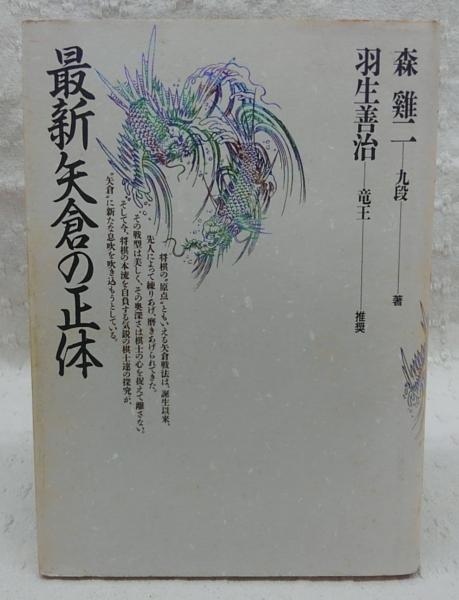 森 雞二──九段──著
羽生善治──竜王──推奨
将棋の“原点”ともいえる矢倉戦法は、誕生以来、
先人によって練りあげ、磨きあげられてきた。
その戦型は美しく、その奥深さは棋士の心を捉えて離さない。
そして今、将棋の本流を自負する気鋭の棋士達の探究が、
“矢倉”に新たな息吹を吹き込もうとしている。
最新矢倉の正体